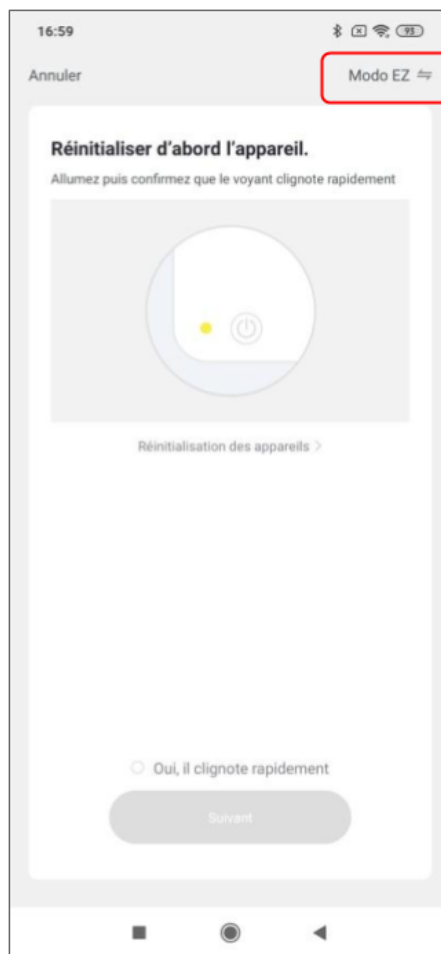 16:59
95
Annuler
Modo EZ
Réinitialiser d'abord l'appareil.
Allumez puis confirmez que le voyant clignote rapidement
Réinitialisation des appareils >
Oui, il clignote rapidement
Suivant